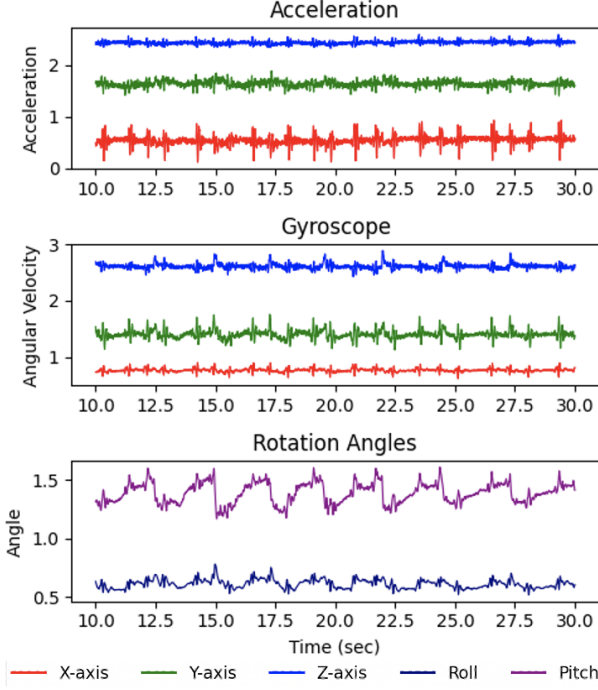 Acceleration
Acceleration
2
1
0
10.0 12.5 15.0 17.5 20.0 22.5 25.0 27.5 30.0
Gyroscope
Angular Velocity
3
2
1
10.0 12.5 15.0 17.5 20.0 22.5 25.0 27.5 30.0
Rotation Angles
Angle
1.5
1.0
0.5
10.0 12.5 15.0 17.5 20.0 22.5 25.0 27.5 30.0
Time (sec)
X-axis Y-axis Z-axis Roll Pitch